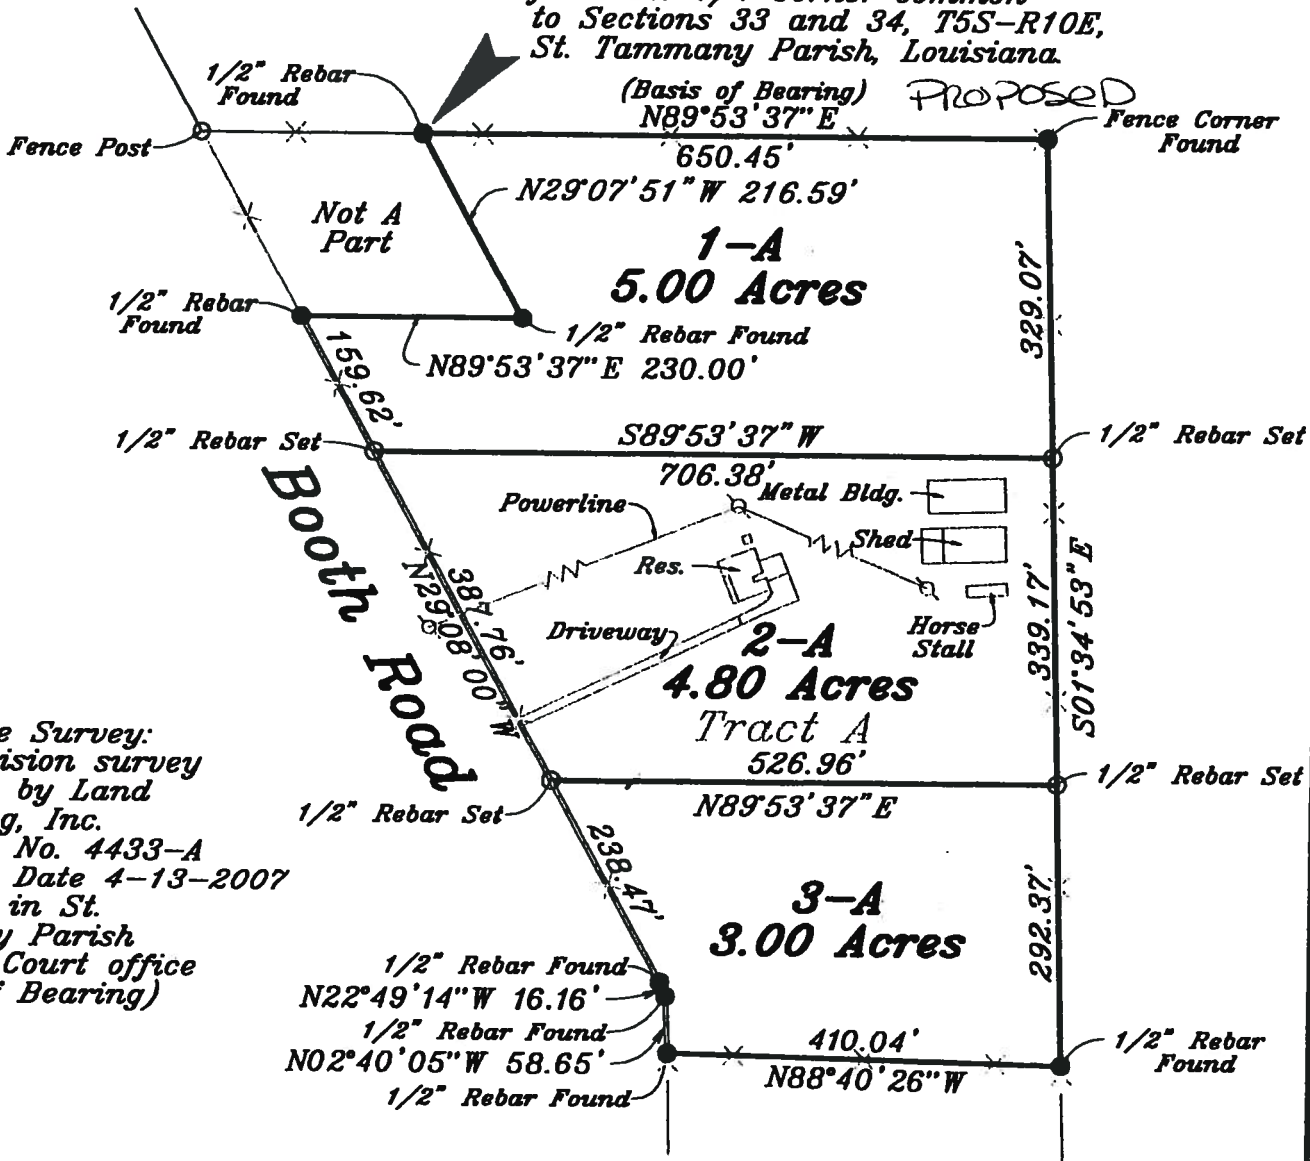 to Sections 33 and 34, T5S-R10E,
St. Tammany Parish, Louisiana.
(Basis of Bearing)
PROPOSED
N89°53'37"E
650.45'
1/2" Rebar
Found
Fence Post
Fence Corner
Found
N29°07'51"W 216.59'
Not A
Part
1-A
5.00 Acres
329.07'
1/2" Rebar
Found
1/2" Rebar Found
N89°53'37"E 230.00'
159.62'
1/2" Rebar Set
S89°53'37"W
706.38'
1/2" Rebar Set
Booth Road
Powerline
Metal Bldg.
Shed
Res.
Horse
Stall
Driveway
387.76'
N29°08'00"W
2-A
4.80 Acres
Tract A
339.17'
S01°34'53"E
526.96'
N89°53'37"E
1/2" Rebar Set
1/2" Rebar Set
e Survey:
ision survey
by Land
g, Inc.
No. 4433-A
Date 4-13-2007
in St.
y Parish
Court office
Bearing)
238.47'
3-A
3.00 Acres
292.37'
1/2" Rebar Found
N22°49'14"W 16.16'
1/2" Rebar Found
N02°40'05"W 58.65'
1/2" Rebar Found
410.04'
N88°40'26"W
1/2" Rebar
Found